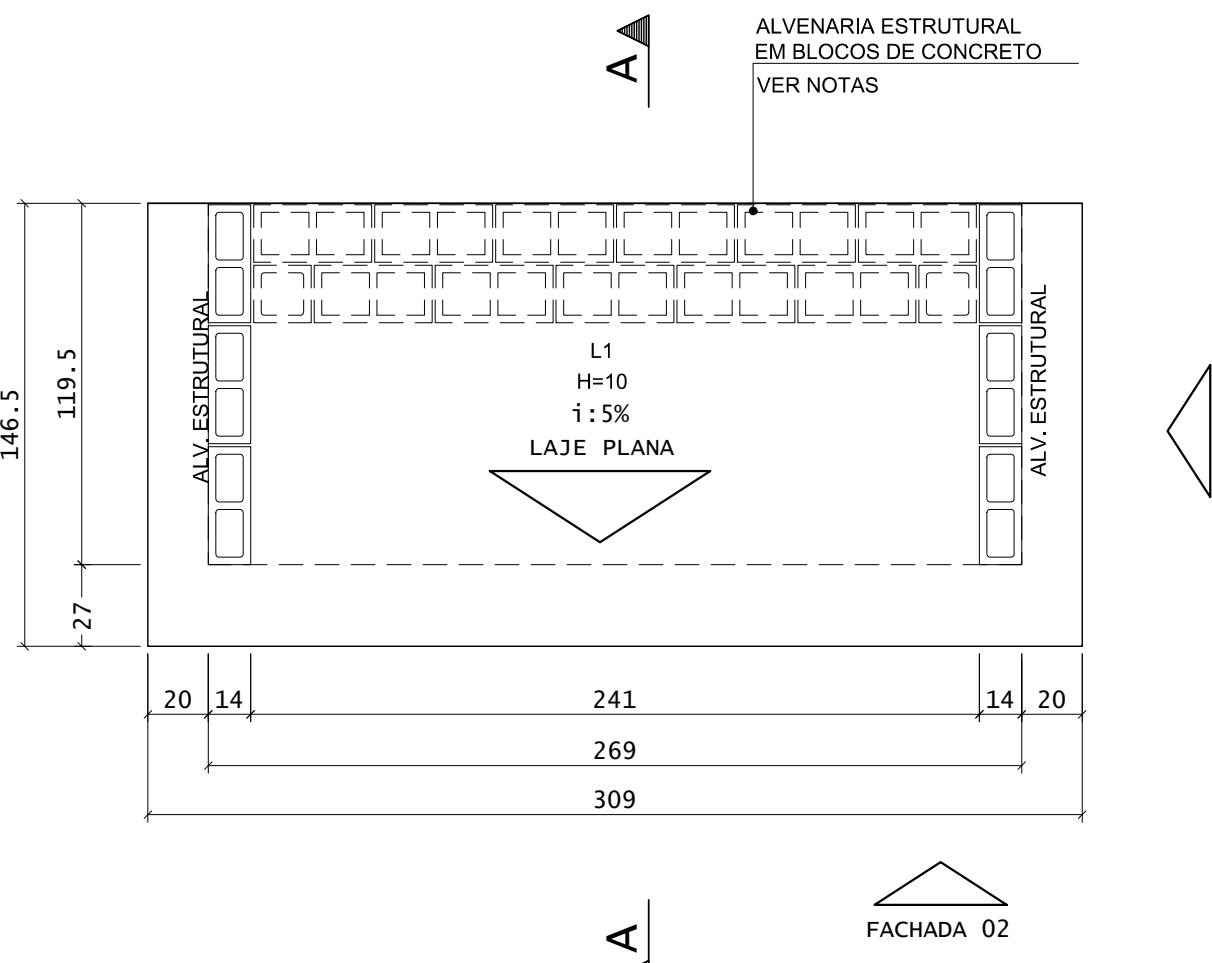 A
ALVENARIA ESTRUTURAL
EM BLOCOS DE CONCRETO
VER NOTAS
146.5
119.5
27
ALV. ESTRUTURAL
L1
H=10
i:5%
LAJE PLANA
ALV. ESTRUTURAL
20 14 241 14 20
269
309
A
FACHADA 02